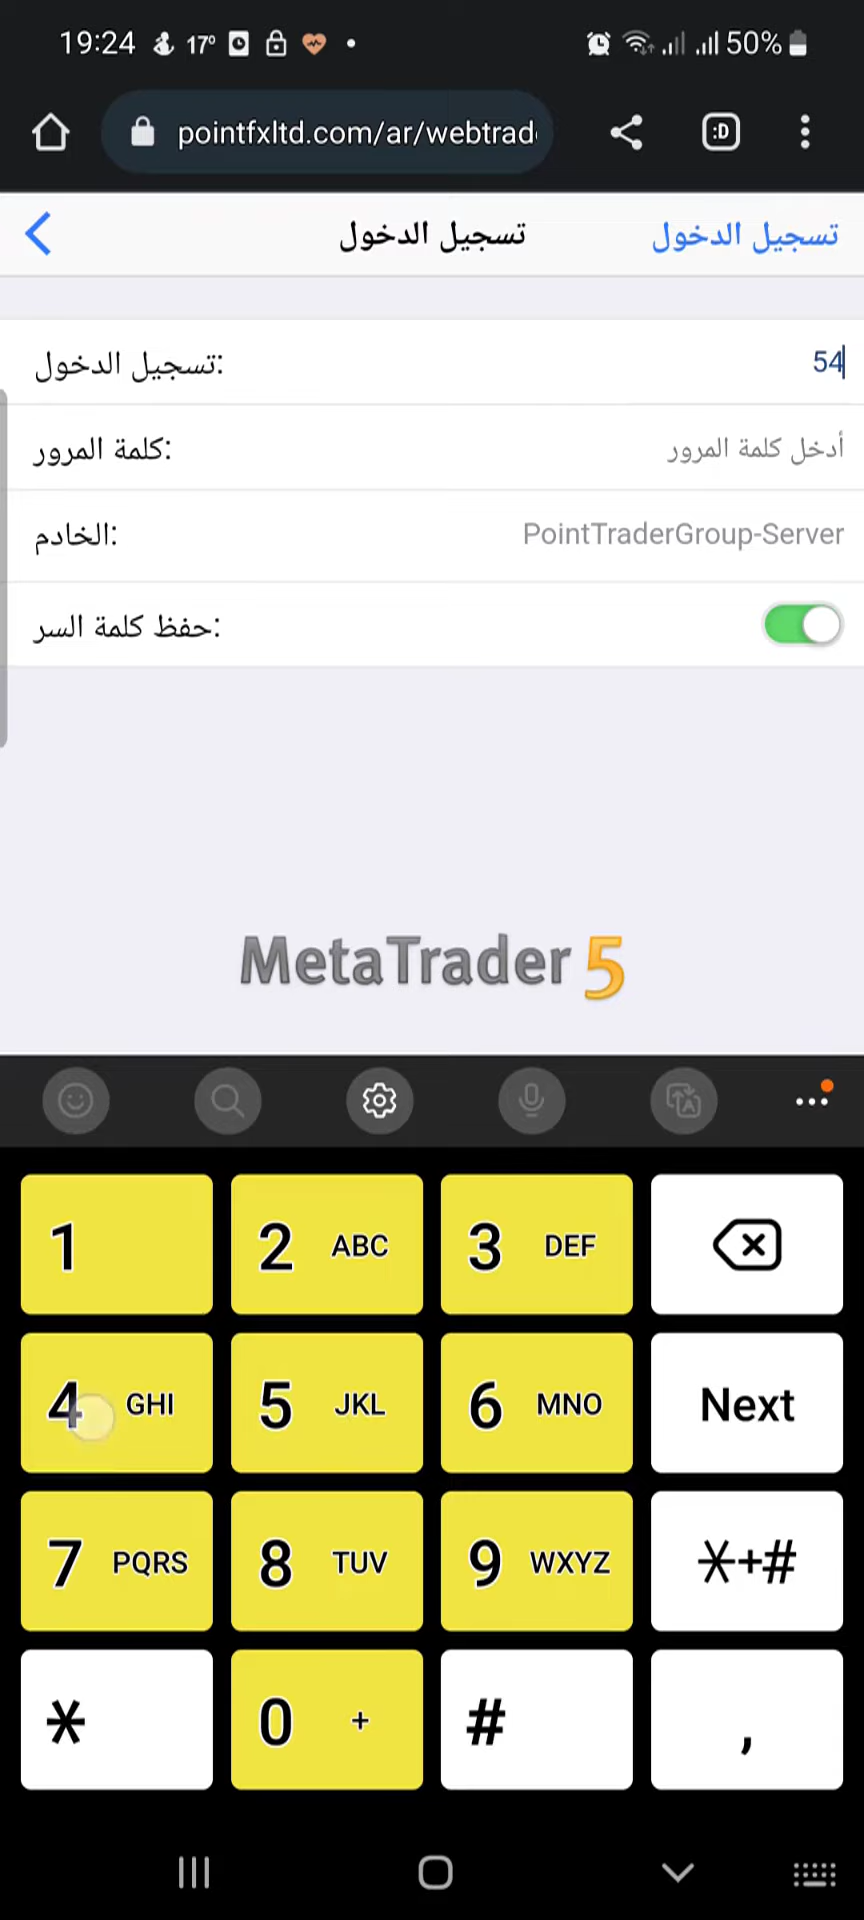 19:24 17° 50%
pointfxltd.com/ar/webtrad :D
تسجيل الدخول تسجيل الدخول
تسجيل الدخول: 54
كلمة المرور: أدخل كلمة المرور
الخادم: PointTraderGroup-Server
حفظ كلمة السر:
MetaTrader 5
1 2 ABC 3 DEF
4 GHI 5 JKL 6 MNO Next
7 PQRS 8 TUV 9 WXYZ *+#
* 0 + # ,